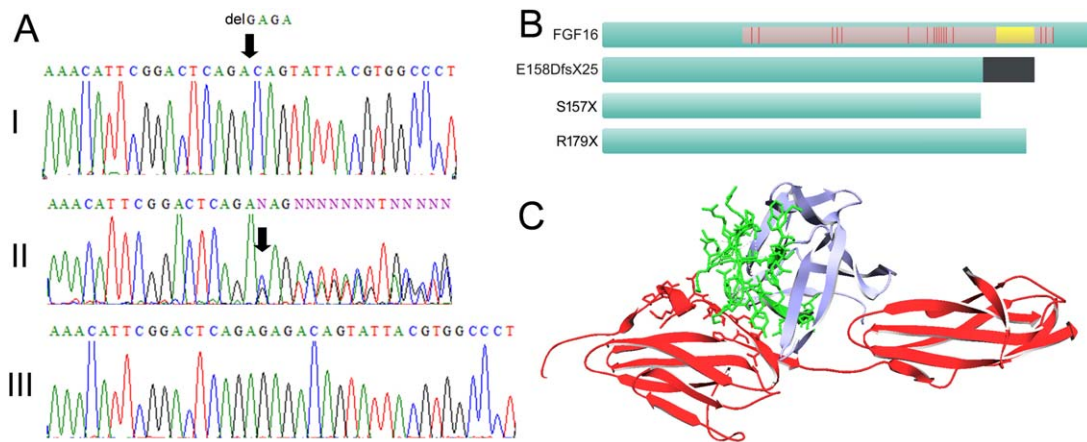 A
delGAGA
AAACATTCGGACTCAGACAGTATTACGTGGCCCT
I
AAACATTCGGACTCAGANAGNNNNNNNTNNNNN
II
AAACATTCGGACTCAGAGAGACAGTATTACGTGGCCCT
III
B
FGF16
E158DfsX25
S157X
R179X
C